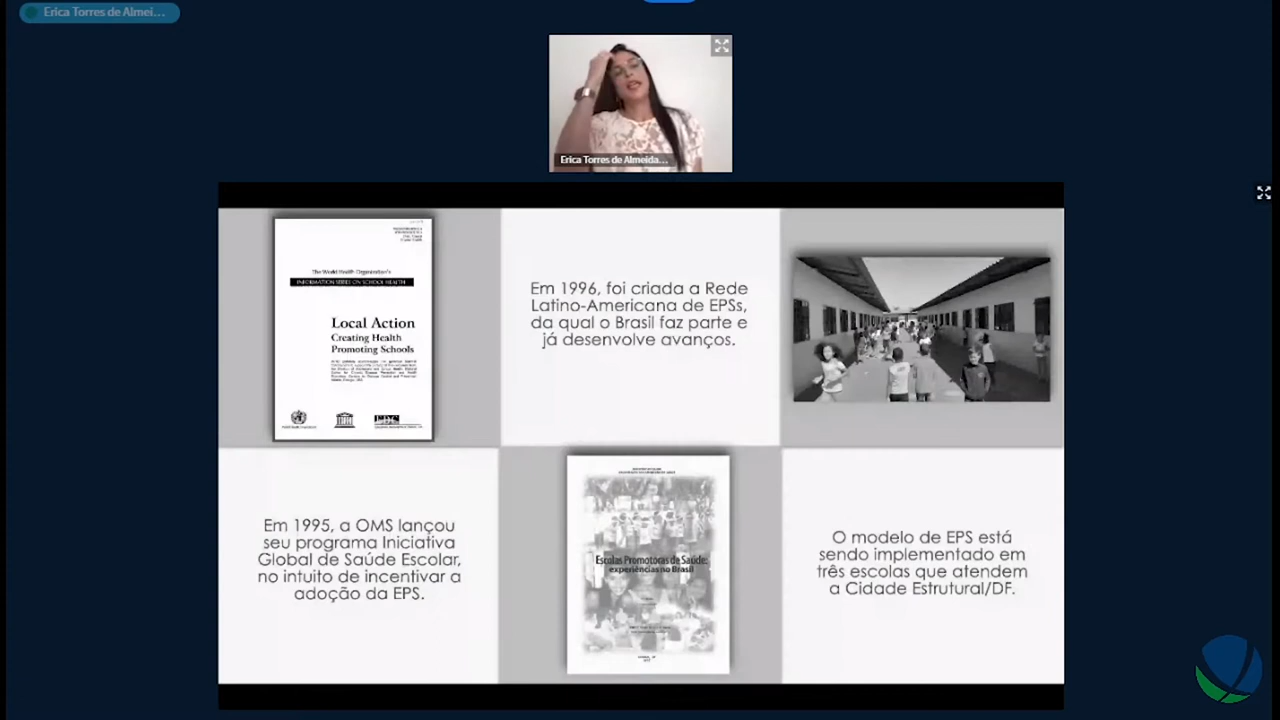 Erica Torres de Almei...
Erica Torres de Almeida...
The World Health Organization's
INFORMATION SERIES ON SCHOOL HEALTH
Local Action
Creating Health
Promoting Schools
Em 1996, foi criada a Rede
Latino-Americana de EPSs,
da qual o Brasil faz parte e
já desenvolve avanços.
Em 1995, a OMS lançou
seu programa Iniciativa
Global de Saúde Escolar,
no intuito de incentivar a
adoção da EPS.
Escolas Promotoras de Saúde:
experiências no Brasil
O modelo de EPS está
sendo implementado em
três escolas que atendem
a Cidade Estrutural/DF.